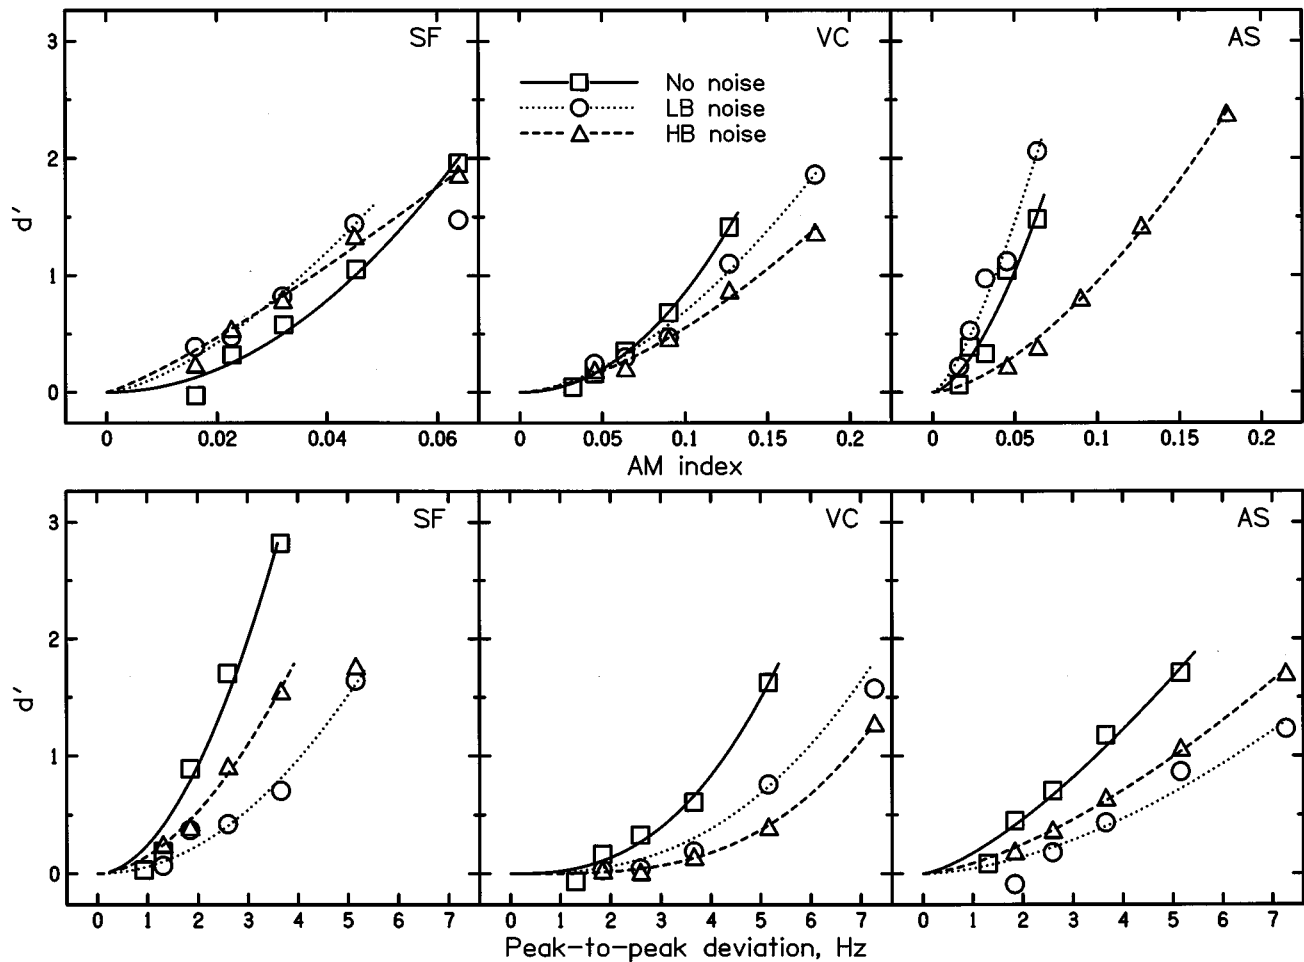 SF
VC
AS
No noise
LB noise
HB noise
3
2
1
0
d′
0 0.02 0.04 0.06
0 0.05 0.1 0.15 0.2
0 0.05 0.1 0.15 0.2
AM index
SF
VC
AS
3
2
1
0
d′
0 1 2 3 4 5 6 7
0 1 2 3 4 5 6 7
0 1 2 3 4 5 6 7
Peak-to-peak deviation, Hz